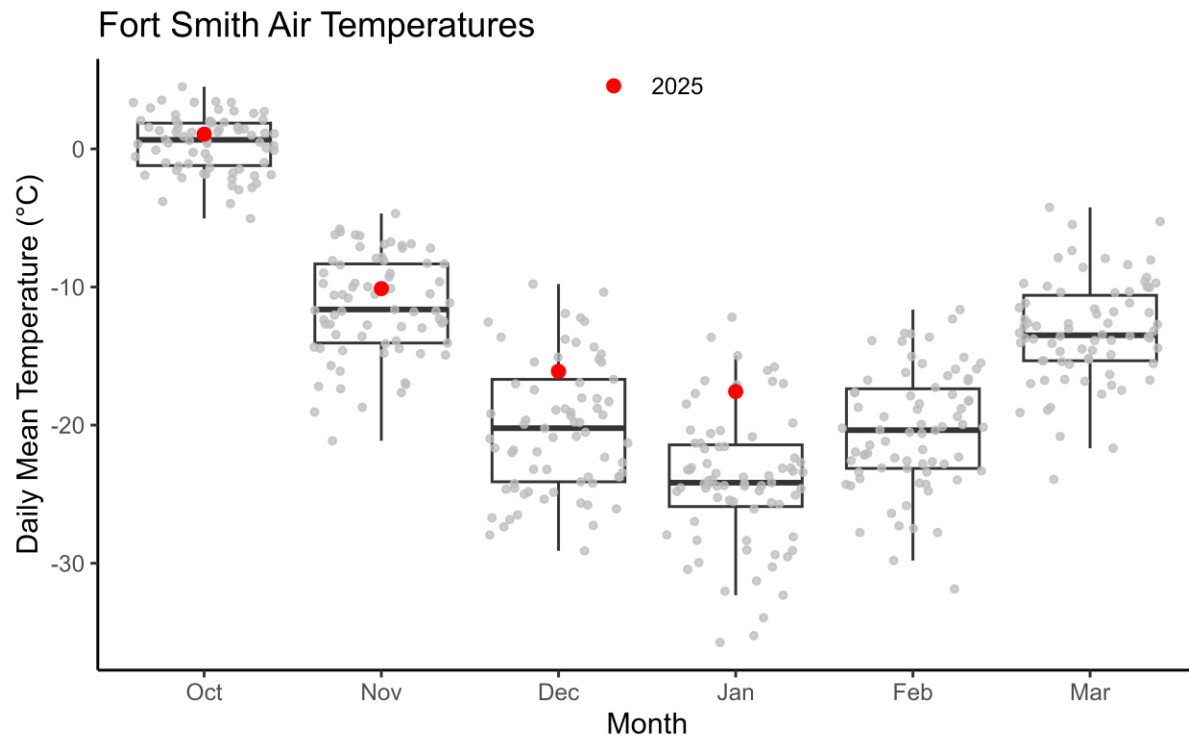 Fort Smith Air Temperatures
2025
0
-10
-20
-30
Daily Mean Temperature (°C)
Oct Nov Dec Jan Feb Mar
Month